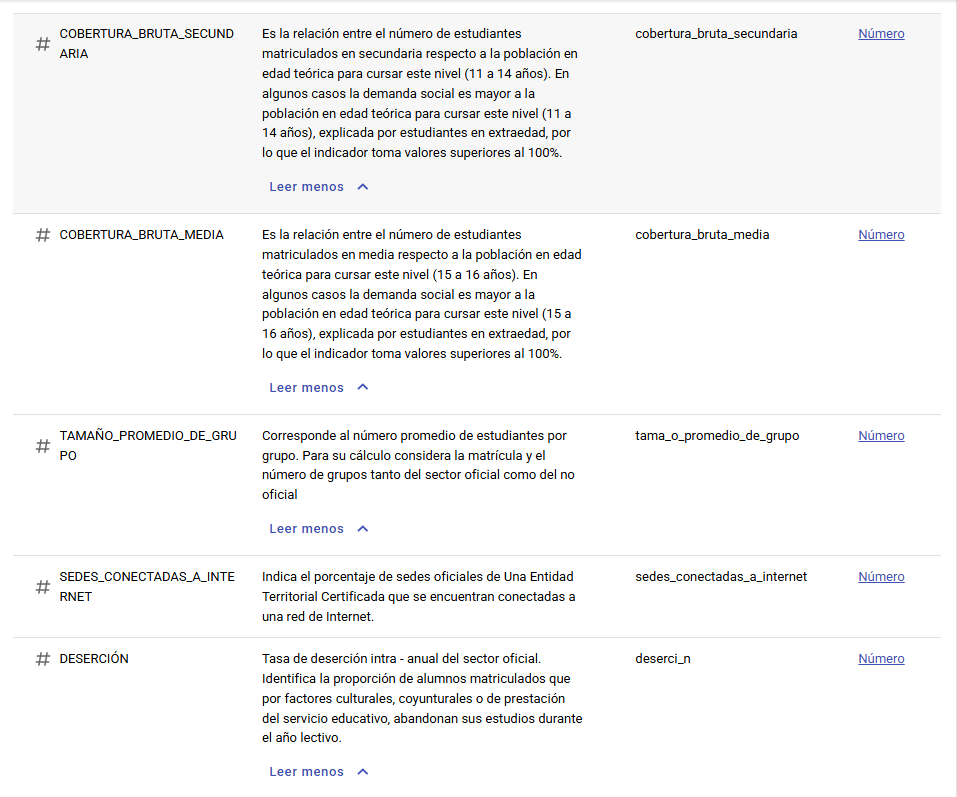 COBERTURA_BRUTA_SECUND
ARIA
Es la relación entre el número de estudiantes
matriculados en secundaria respecto a la población en
edad teórica para cursar este nivel (11 a 14 años). En
algunos casos la demanda social es mayor a la
población en edad teórica para cursar este nivel (11 a
14 años), explicada por estudiantes en extraedad, por
lo que el indicador toma valores superiores al 100%.
Leer menos
cobertura_bruta_secundaria
Número
COBERTURA_BRUTA_MEDIA
Es la relación entre el número de estudiantes
matriculados en media respecto a la población en edad
teórica para cursar este nivel (15 a 16 años). En
algunos casos la demanda social es mayor a la
población en edad teórica para cursar este nivel (15 a
16 años), explicada por estudiantes en extraedad, por
lo que el indicador toma valores superiores al 100%.
Leer menos
cobertura_bruta_media
Número
TAMAÑO_PROMEDIO_DE_GRU
PO
Corresponde al número promedio de estudiantes por
grupo. Para su cálculo considera la matrícula y el
número de grupos tanto del sector oficial como del no
oficial
Leer menos
tama_o_promedio_de_grupo
Número
SEDES_CONECTADAS_A_INTE
RNET
Indica el porcentaje de sedes oficiales de Una Entidad
Territorial Certificada que se encuentran conectadas a
una red de Internet.
sedes_conectadas_a_internet
Número
DESERCIÓN
Tasa de deserción intra - anual del sector oficial.
Identifica la proporción de alumnos matriculados que
por factores culturales, coyunturales o de prestación
del servicio educativo, abandonan sus estudios durante
el año lectivo.
Leer menos
deserci_n
Número